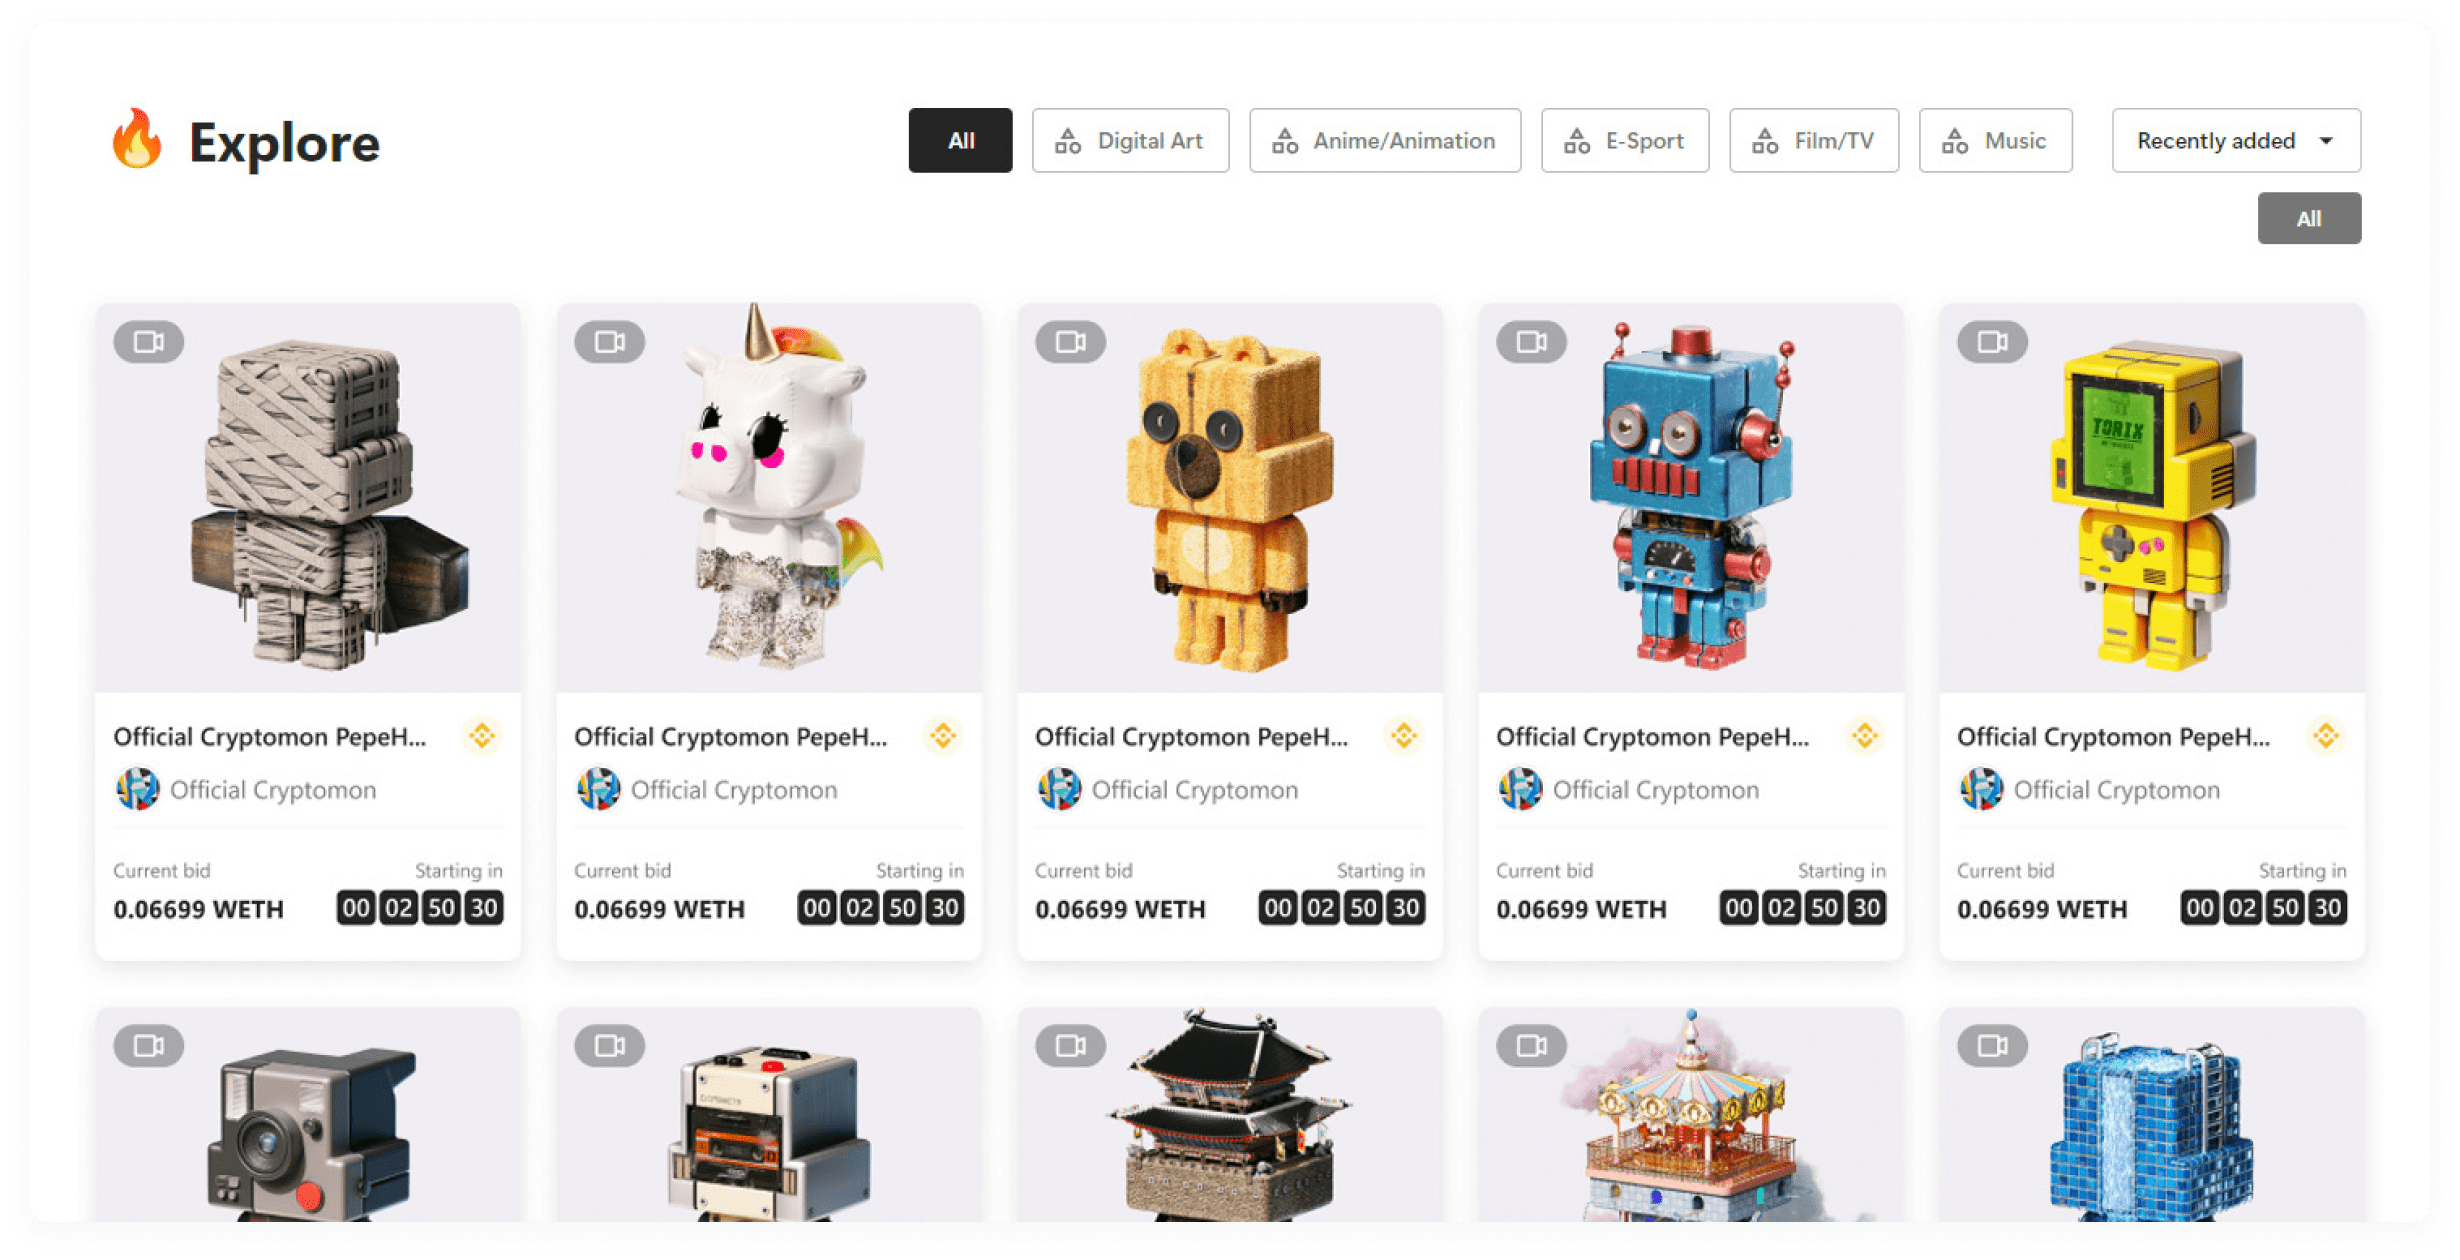 Explore
All
Digital Art
Anime/Animation
E-Sport
Film/TV
Music
Recently added
All
TORIX
Official Cryptomon PepeH...
Official Cryptomon
Current bid
Starting in
0.06699 WETH
00 02 50 30
Official Cryptomon PepeH...
Official Cryptomon
Current bid
Starting in
0.06699 WETH
00 02 50 30
Official Cryptomon PepeH...
Official Cryptomon
Current bid
Starting in
0.06699 WETH
00 02 50 30
Official Cryptomon PepeH...
Official Cryptomon
Current bid
Starting in
0.06699 WETH
00 02 50 30
Official Cryptomon PepeH...
Official Cryptomon
Current bid
Starting in
0.06699 WETH
00 02 50 30